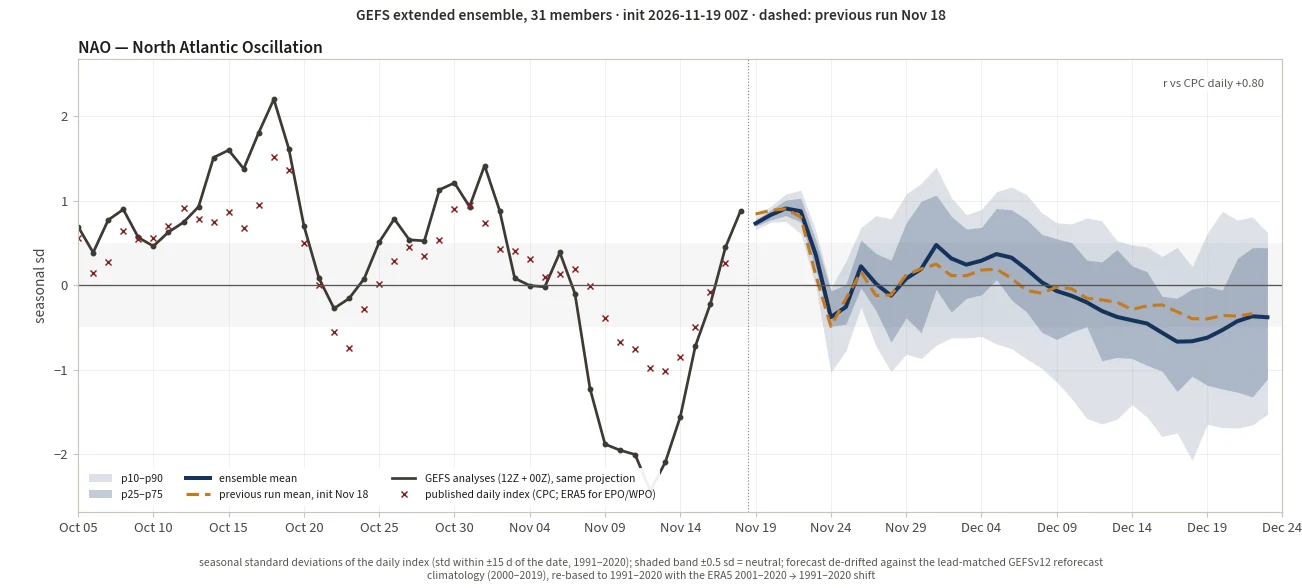 GEFS extended ensemble, 31 members · init 2026-11-19 00Z · dashed: previous run Nov 18
NAO — North Atlantic Oscillation
r vs CPC daily +0.80
seasonal sd
2
1
0
−1
−2
p10–p90
p25–p75
ensemble mean
previous run mean, init Nov 18
GEFS analyses (12Z + 00Z), same projection
published daily index (CPC; ERA5 for EPO/WPO)
Oct 05 Oct 10 Oct 15 Oct 20 Oct 25 Oct 30 Nov 04 Nov 09 Nov 14 Nov 19 Nov 24 Nov 29 Dec 04 Dec 09 Dec 14 Dec 19 Dec 24
seasonal standard deviations of the daily index (std within ±15 d of the date, 1991–2020); shaded band ±0.5 sd = neutral; forecast de-drifted against the lead-matched GEFSv12 reforecast
climatology (2000–2019), re-based to 1991–2020 with the ERA5 2001–2020 → 1991–2020 shift